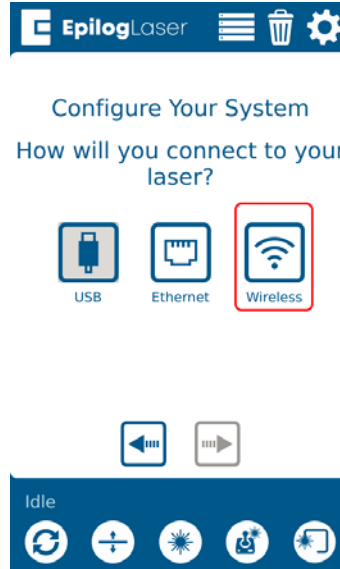 EpilogLaser
Configure Your System
How will you connect to your
laser?
USB Ethernet Wireless
Idle